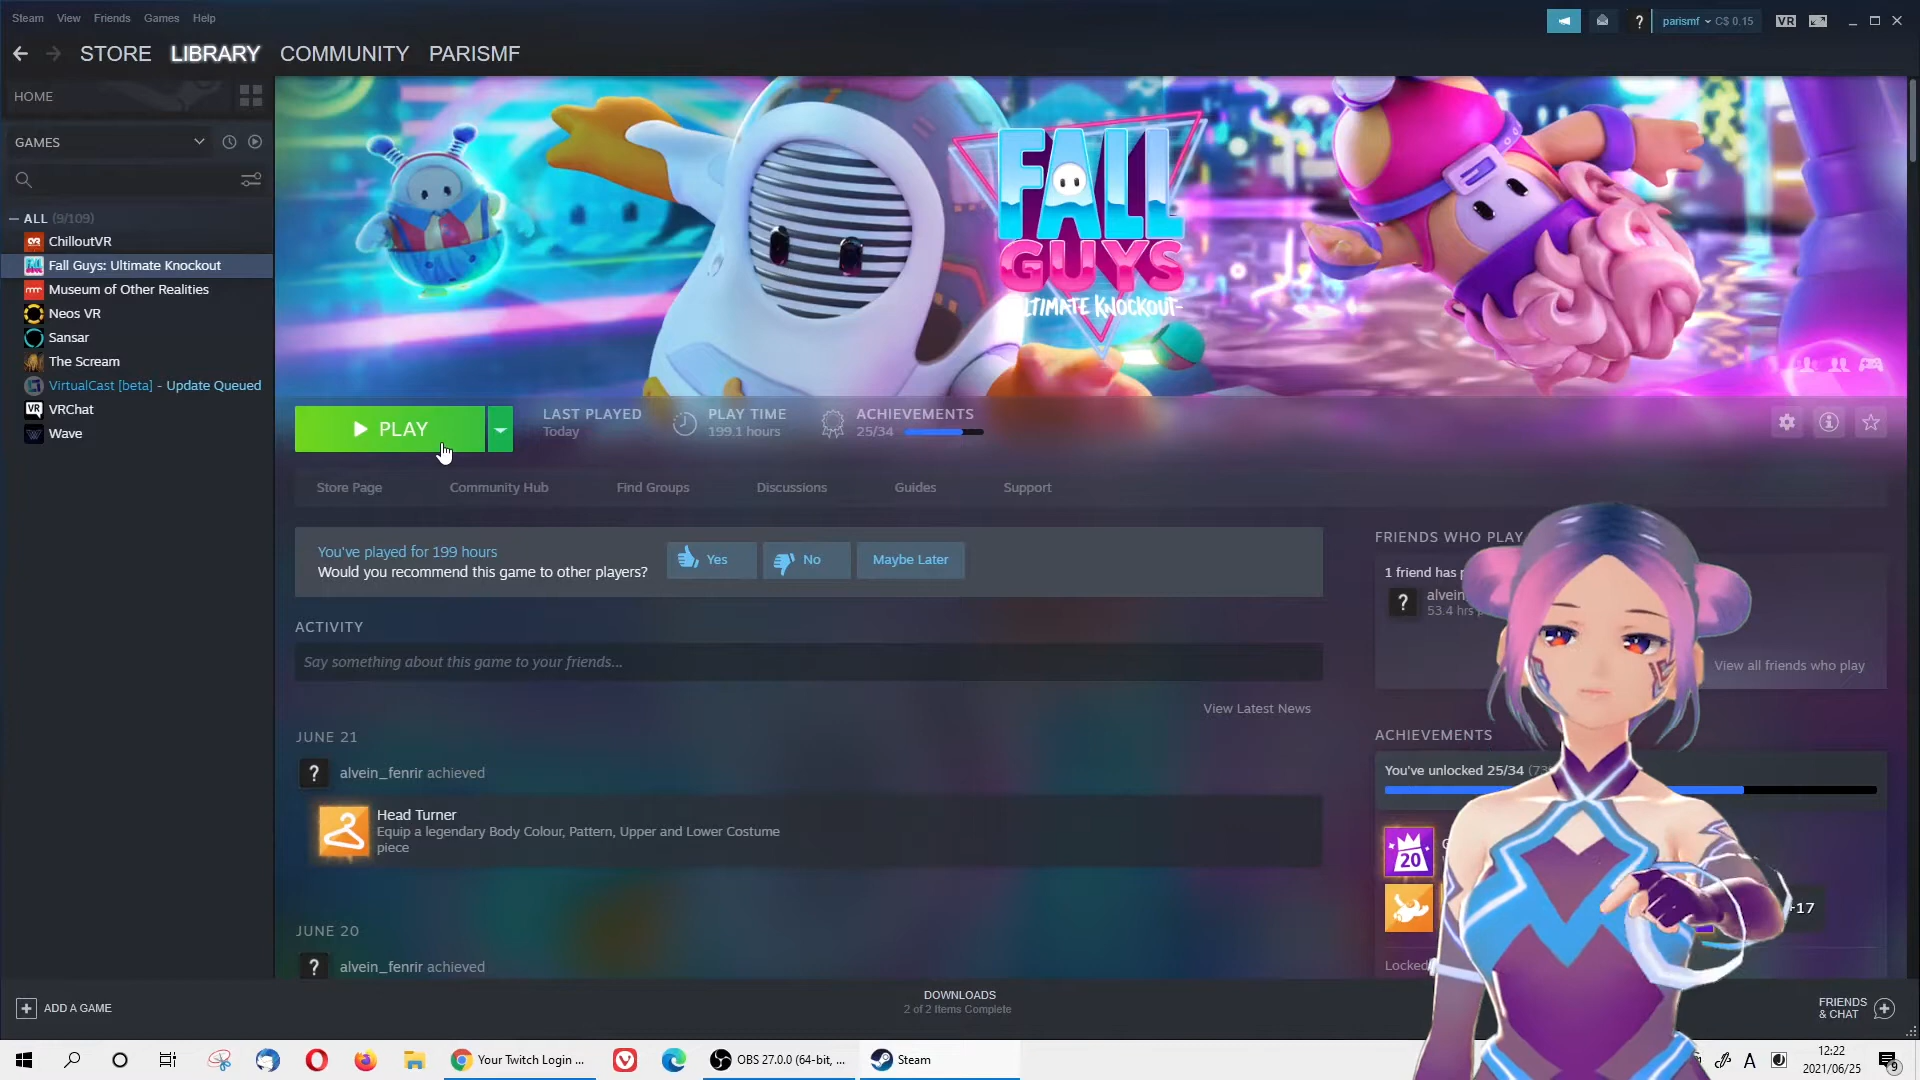 Steam View Friends Games Help
parismf C$ 0.15 VR
STORE LIBRARY COMMUNITY PARISMF
HOME
GAMES
ALL (9/109)
ChilloutVR
Fall Guys: Ultimate Knockout
Museum of Other Realities
Neos VR
Sansar
The Scream
VirtualCast [beta] - Update Queued
VRChat
Wave
FALL
GUYS
ULTIMATE KNOCKOUT
PLAY
LAST PLAYED
Today
PLAY TIME
199.1 hours
ACHIEVEMENTS
25/34
Store Page Community Hub Find Groups Discussions Guides Support
You've played for 199 hours
Would you recommend this game to other players?
Yes No Maybe Later
ACTIVITY
Say something about this game to your friends...
View Latest News
JUNE 21
alvein_fenrir achieved
Head Turner
Equip a legendary Body Colour, Pattern, Upper and Lower Costume
piece
JUNE 20
alvein_fenrir achieved
FRIENDS WHO PLAY
1 friend has
alvein
53.4 hrs
View all friends who play
ACHIEVEMENTS
You've unlocked 25/34
20
+17
Locked
ADD A GAME
DOWNLOADS
2 of 2 Items Complete
FRIENDS
& CHAT
Your Twitch Login ...
OBS 27.0.0 (64-bit, ...
Steam
A
12:22
2021/06/25
9